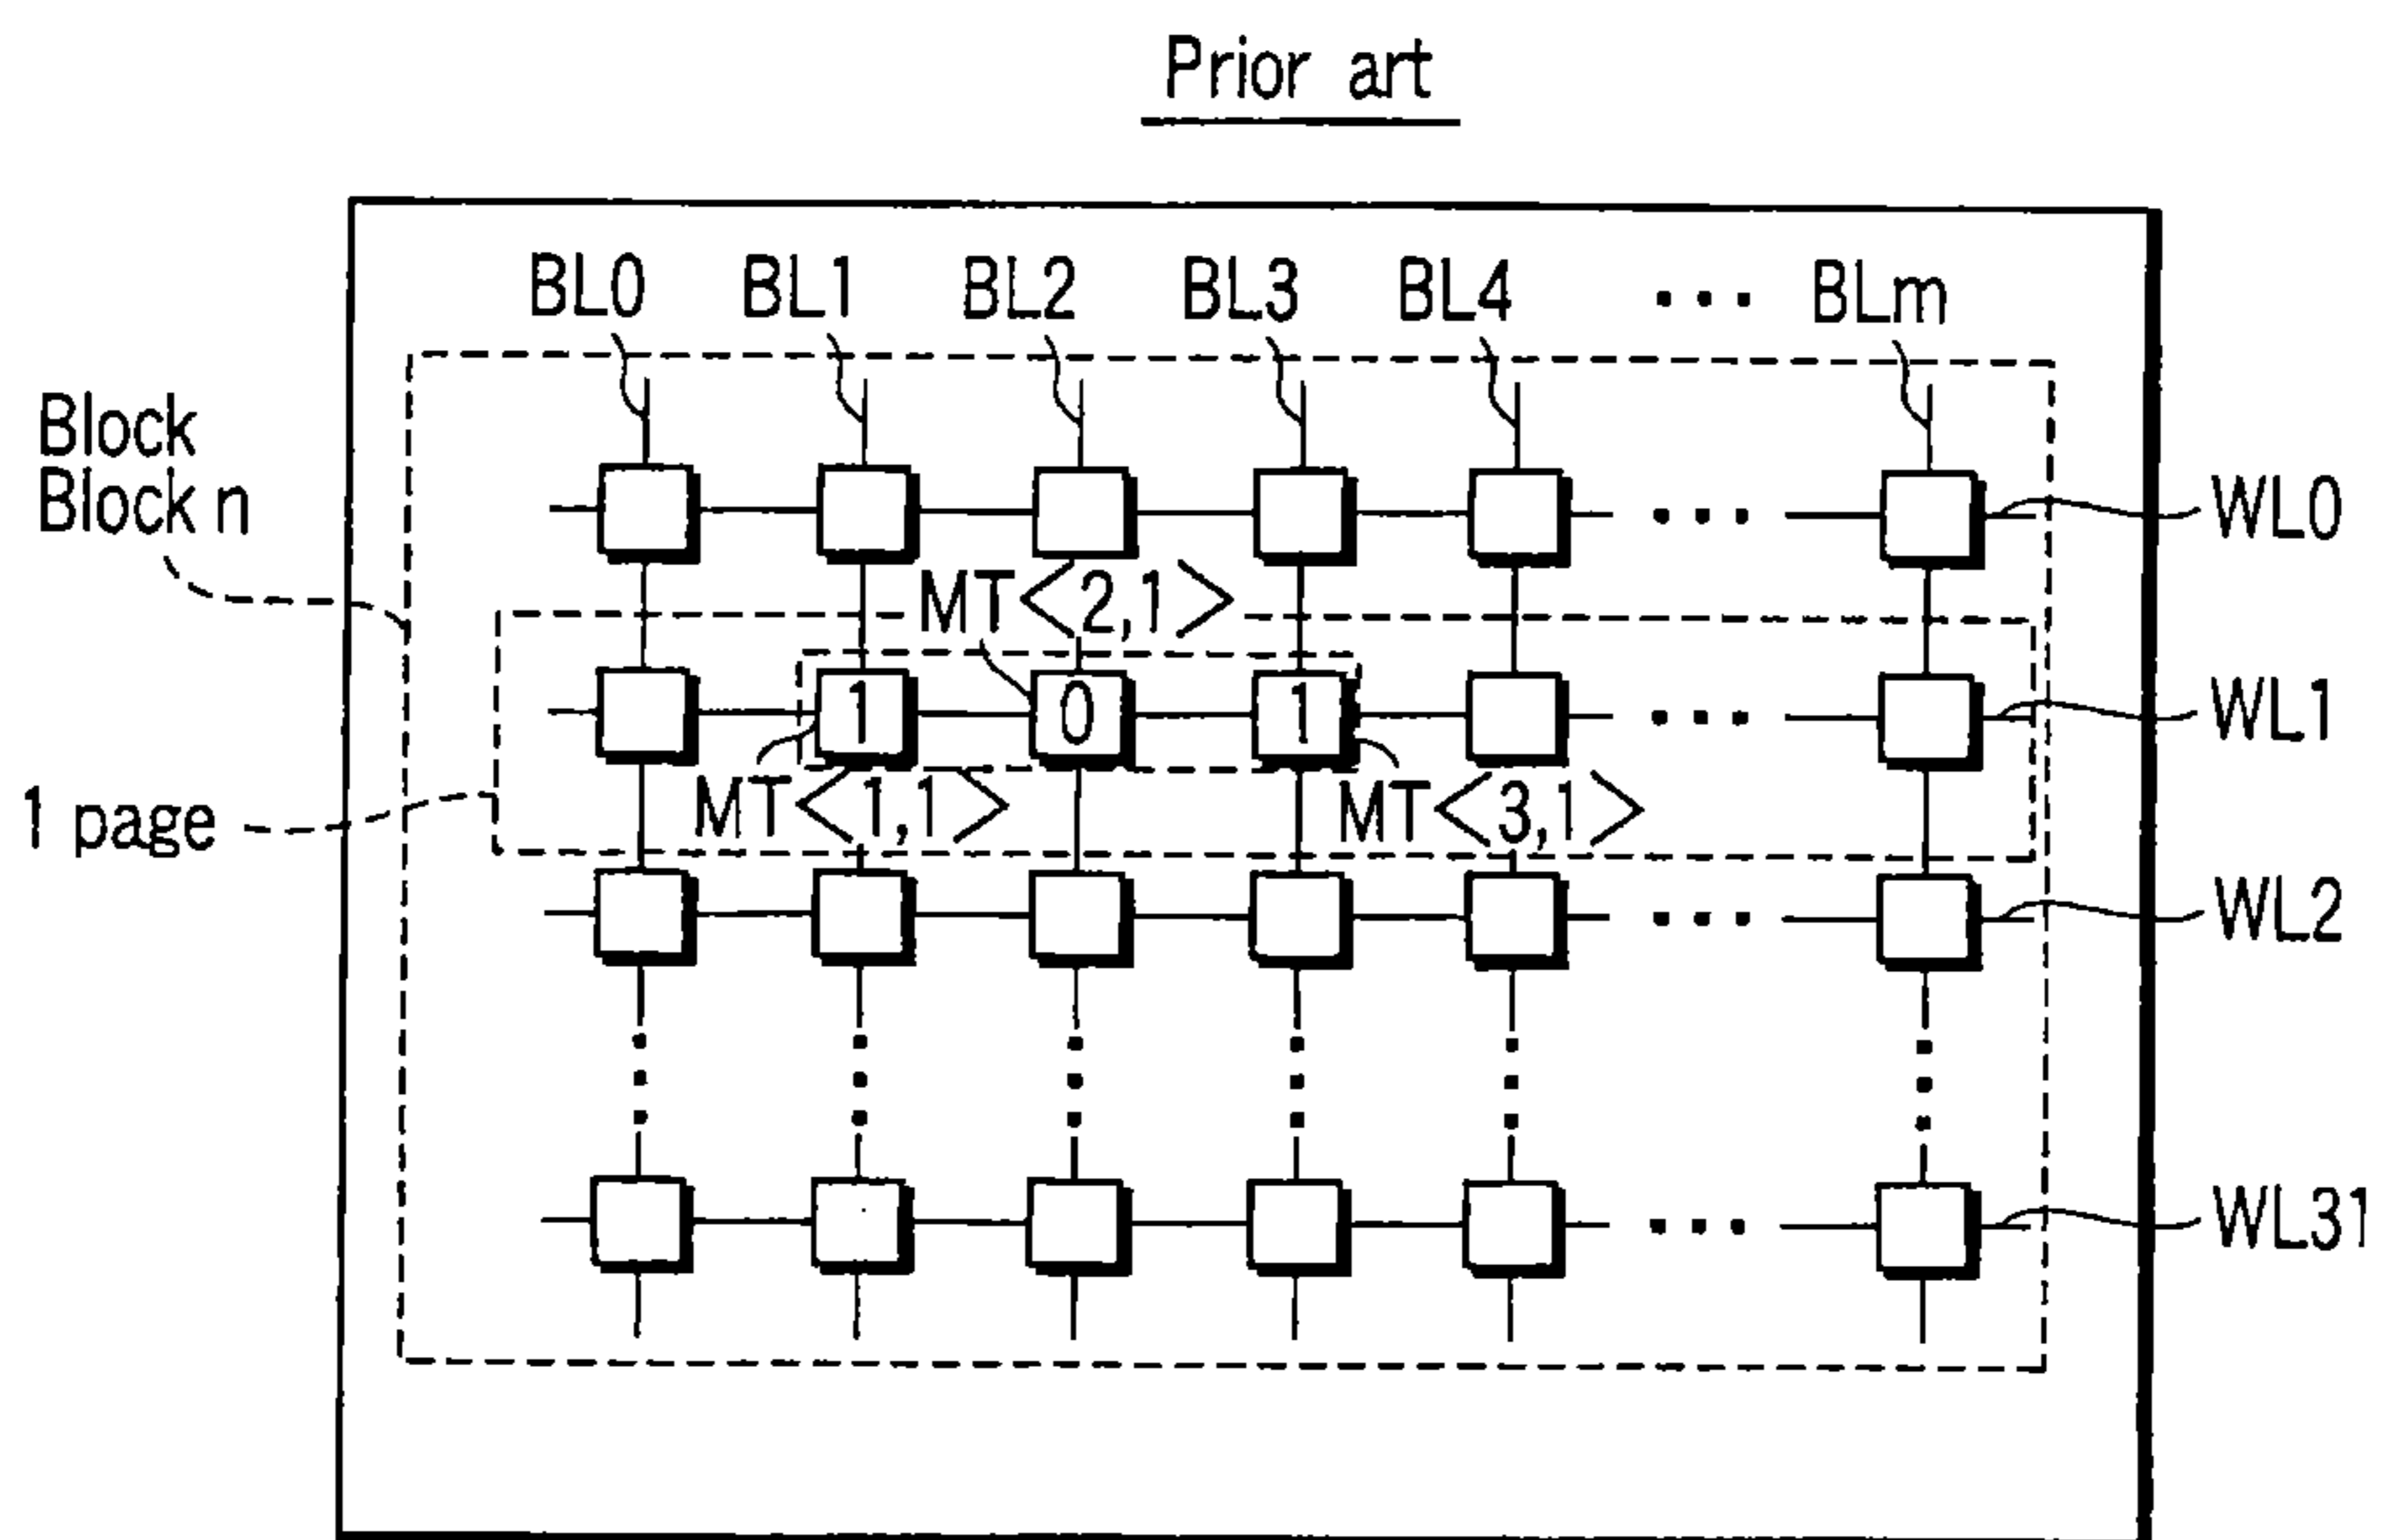 Prior art
BL0 BL1 BL2 BL3 BL4 ... BLm
Block
Block n
WL0
MT<2,1>
1 0 1
WL1
MT<1,1> MT<3,1>
1 page
WL2
WL31